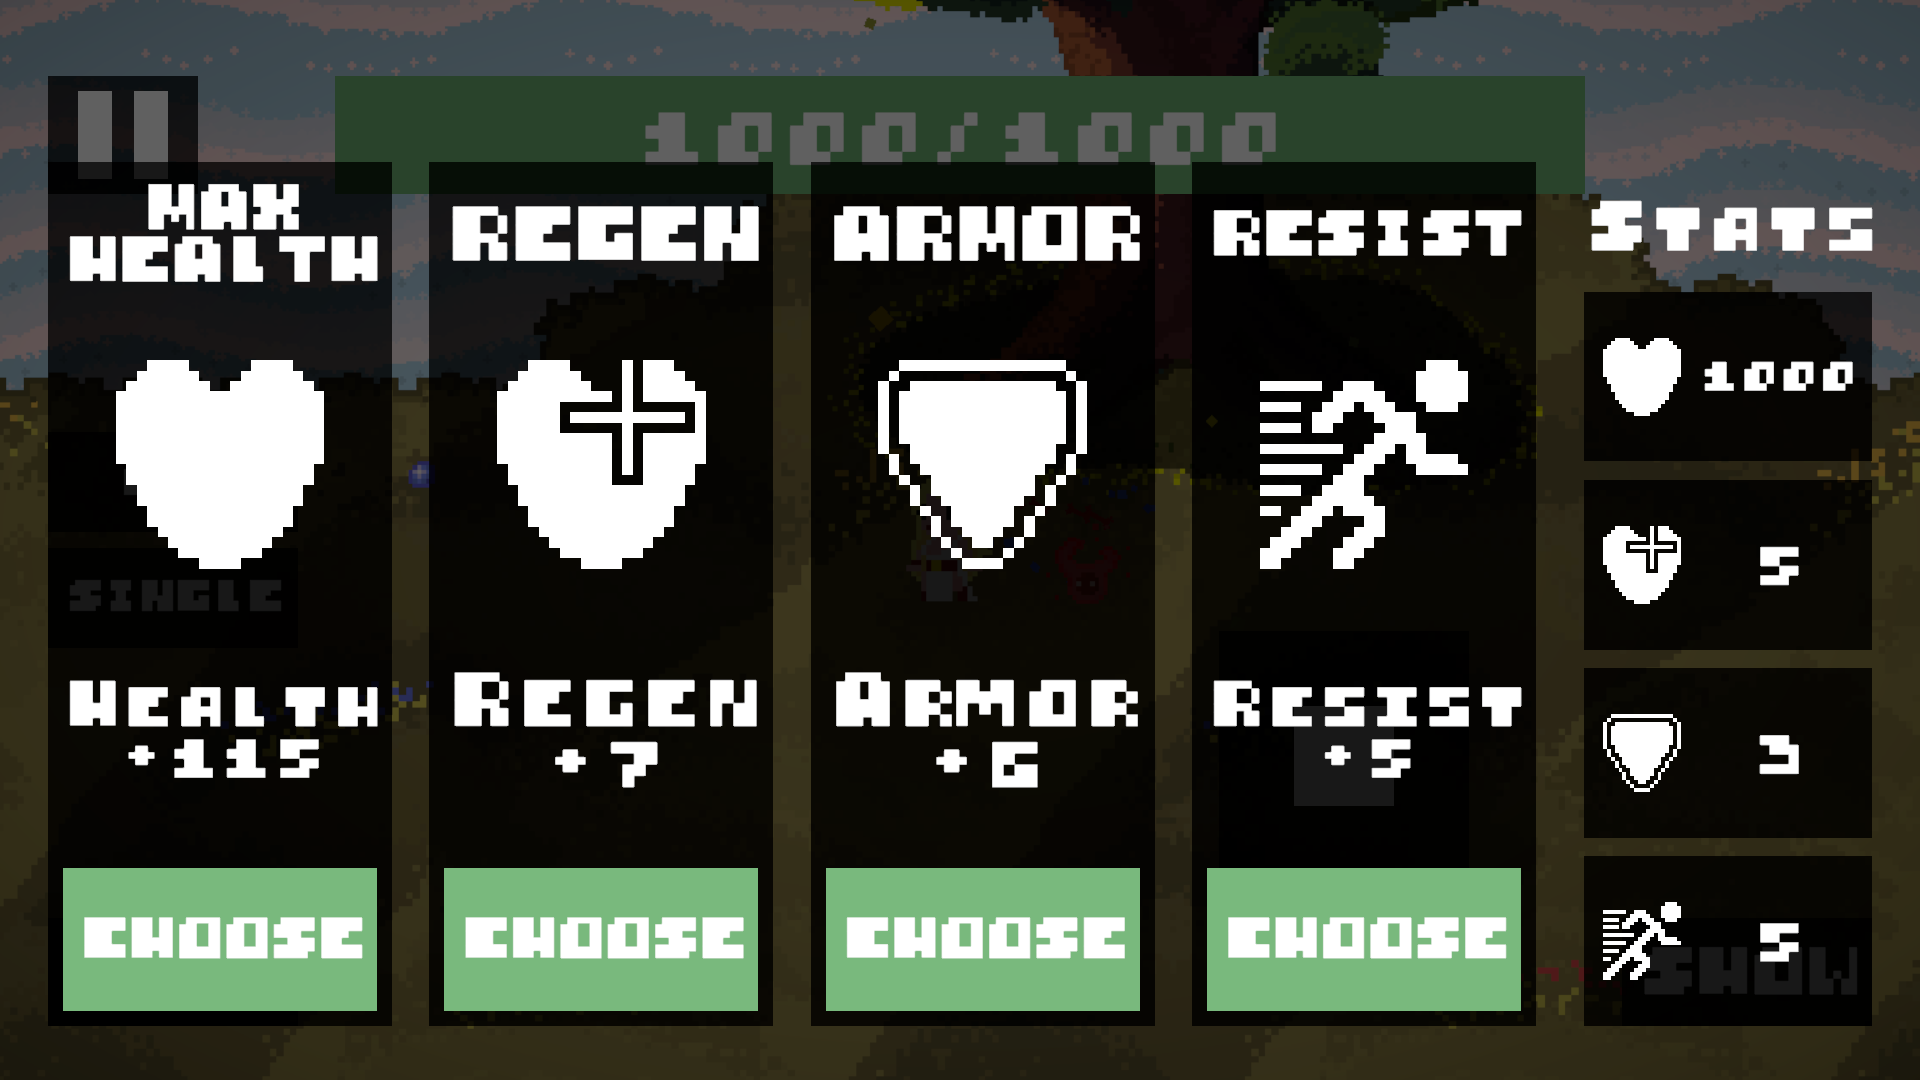 1000/1000
MAX
HEALTH
REGEN
ARMOR
RESIST
STATS
1000
5
3
5
SINGLE
HEALTH
+115
REGEN
+7
ARMOR
+6
RESIST
+5
CHOOSE
CHOOSE
CHOOSE
CHOOSE
SHOW